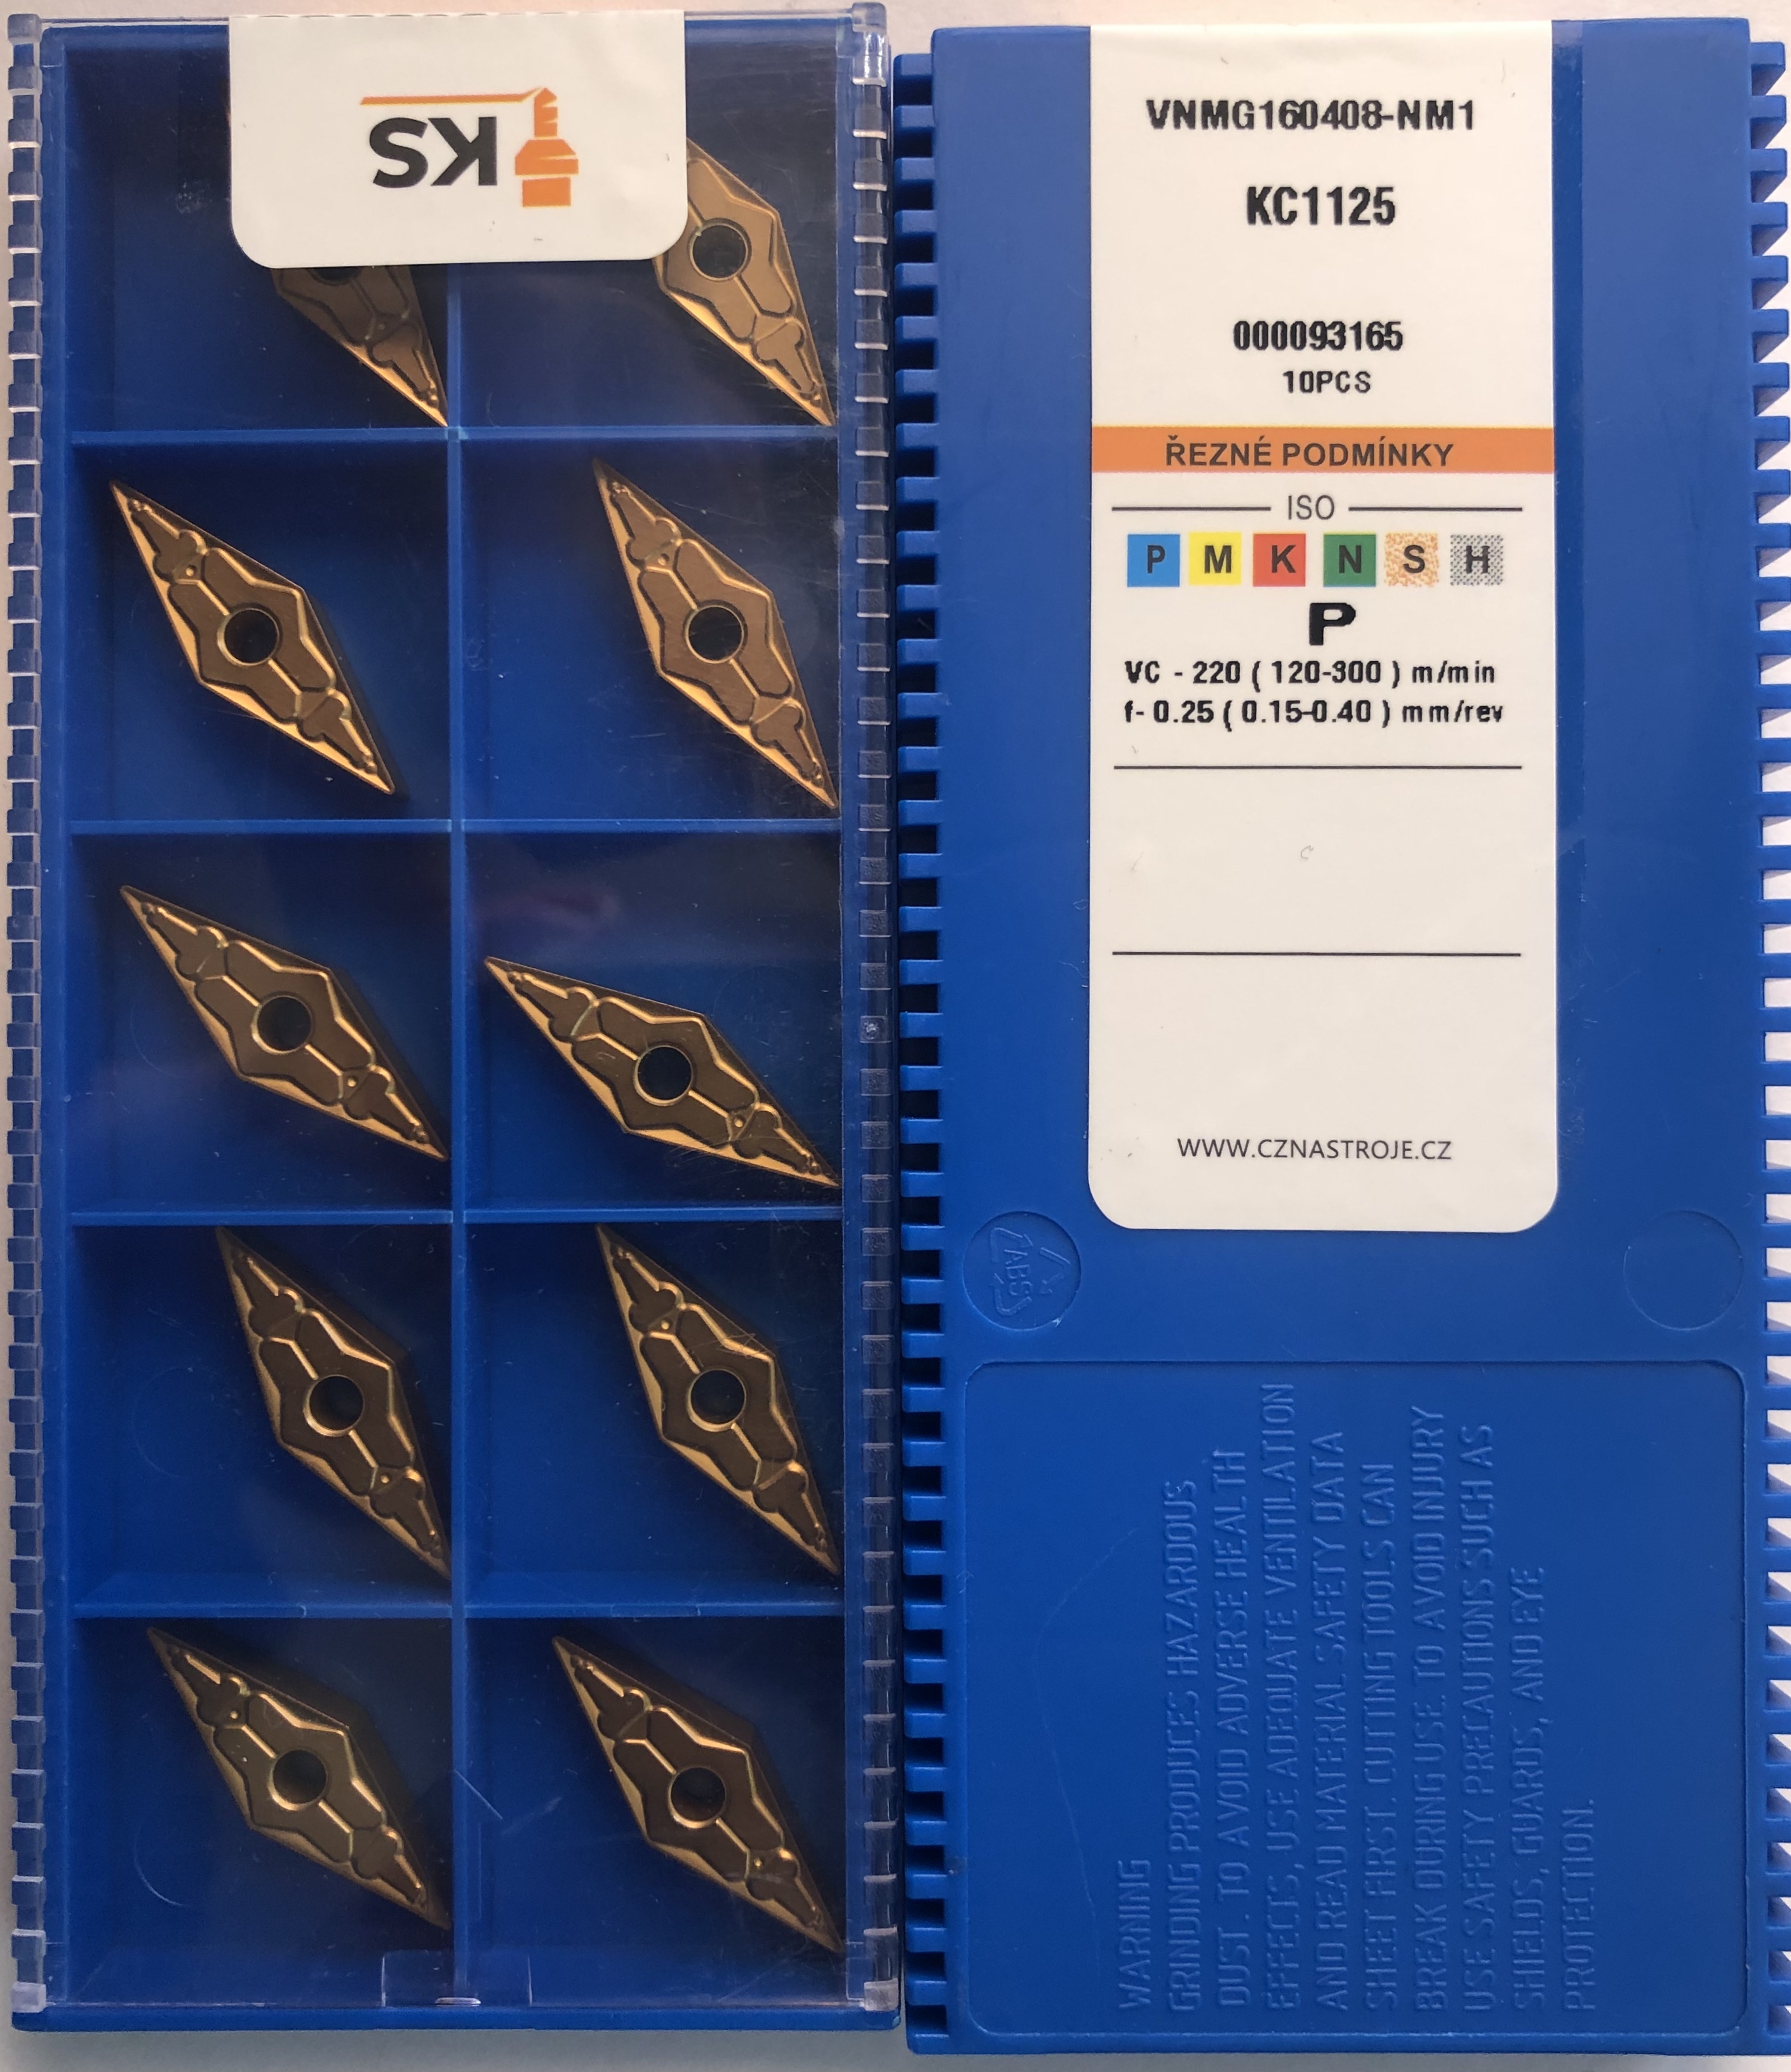 KS
VNMG160408-NM1
KC1125
000093165
10PCS
ŘEZNÉ PODMÍNKY
ISO
P M K N S H
P
VC - 220 ( 120-300 ) m/min
f- 0.25 ( 0.15-0.40 ) mm/rev
WWW.CZNASTROJE.CZ
ABS
WARNING
GRINDING PRODUCES HAZARDOUS
DUST. TO AVOID ADVERSE HEALTH
EFFECTS, USE ADEQUATE VENTILATION
AND READ MATERIAL SAFETY DATA
SHEET FIRST. CUTTING TOOLS CAN
BREAK DURING USE. TO AVOID INJURY
USE SAFETY PRECAUTIONS SUCH AS
SHIELDS, GUARDS, AND EYE
PROTECTION.